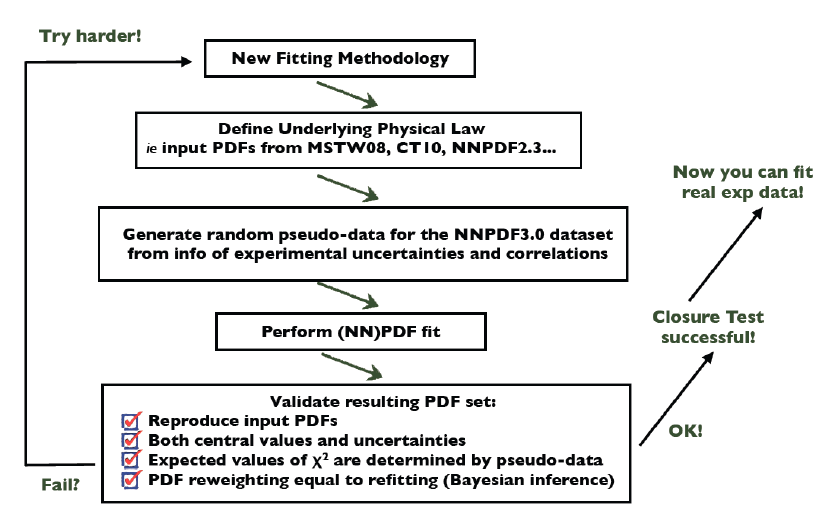 Try harder!
New Fitting Methodology
Define Underlying Physical Law
ie input PDFs from MSTW08, CT10, NNPDF2.3...
Now you can fit
real exp data!
Generate random pseudo-data for the NNPDF3.0 dataset
from info of experimental uncertainties and correlations
Perform (NN)PDF fit
Closure Test
successful!
Validate resulting PDF set:
Reproduce input PDFs
Both central values and uncertainties
Expected values of χ² are determined by pseudo-data
PDF reweighting equal to refitting (Bayesian inference)
OK!
Fail?